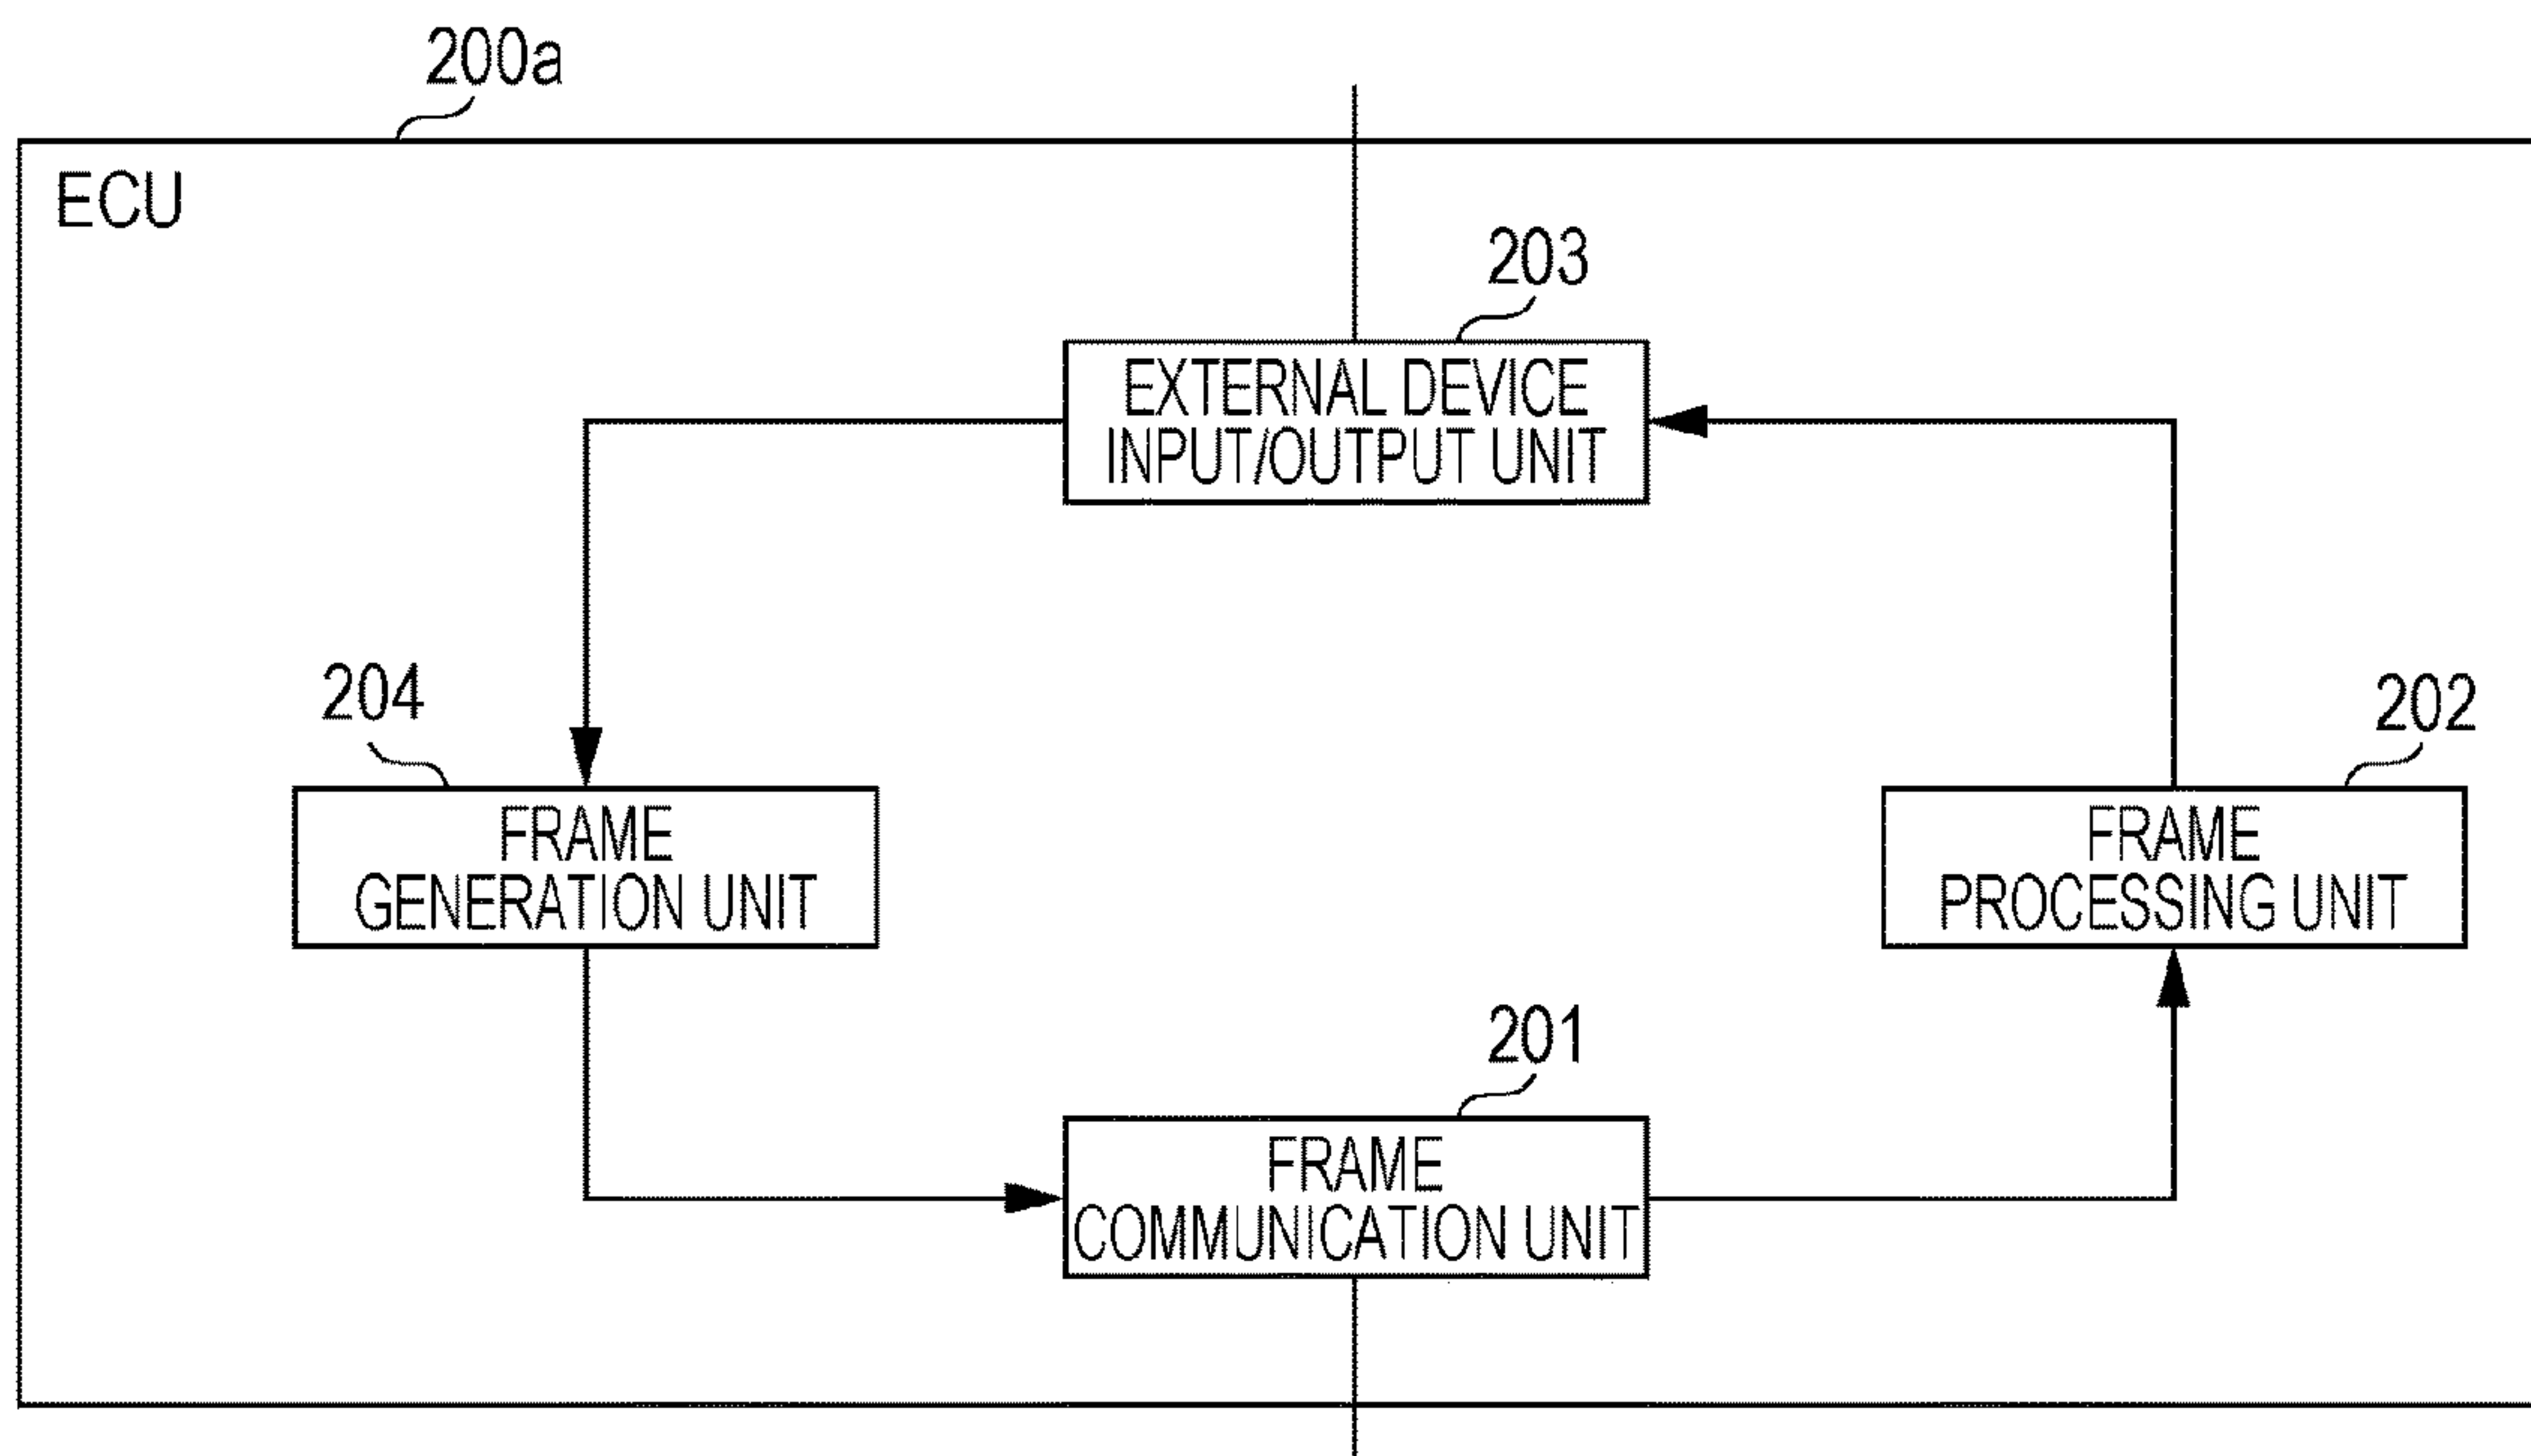 200a
ECU
203
EXTERNAL DEVICE
INPUT/OUTPUT UNIT
204
FRAME
GENERATION UNIT
202
FRAME
PROCESSING UNIT
201
FRAME
COMMUNICATION UNIT